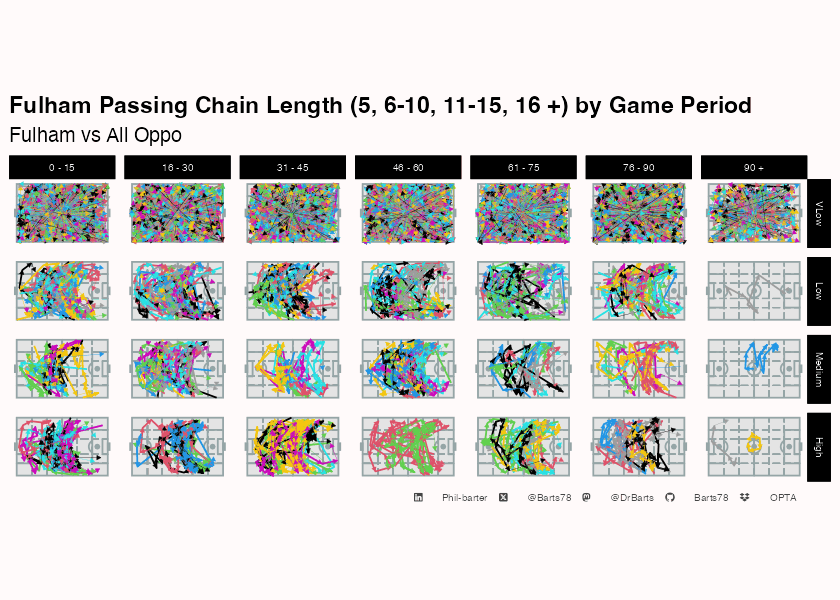 Fulham Passing Chain Length (5, 6-10, 11-15, 16 +) by Game Period
Fulham vs All Oppo
0 - 15 16 - 30 31 - 45 46 - 60 61 - 75 76 - 90 90 +
VLow
Low
Medium
High
Phil-barter @Barts78 @DrBarts Barts78 OPTA